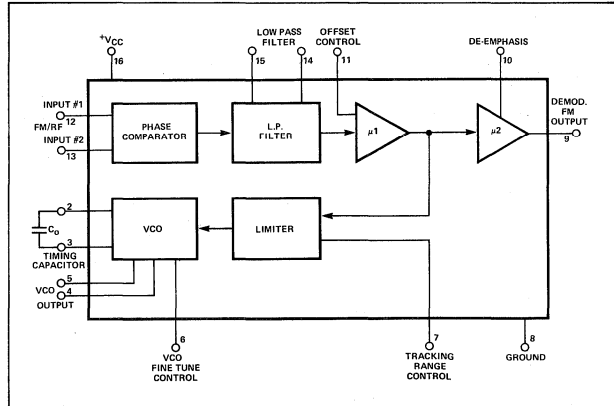 +VCC
16
LOW PASS
FILTER
15
14
OFFSET
CONTROL
11
DE-EMPHASIS
10
INPUT #1
12
FM/RF
INPUT #2
13
PHASE
COMPARATOR
L.P.
FILTER
μ1
μ2
DEMOD.
FM
OUTPUT
9
2
Co
3
TIMING
CAPACITOR
5
VCO
4
OUTPUT
VCO
LIMITER
6
VCO
FINE TUNE
CONTROL
7
TRACKING
RANGE
CONTROL
8
GROUND